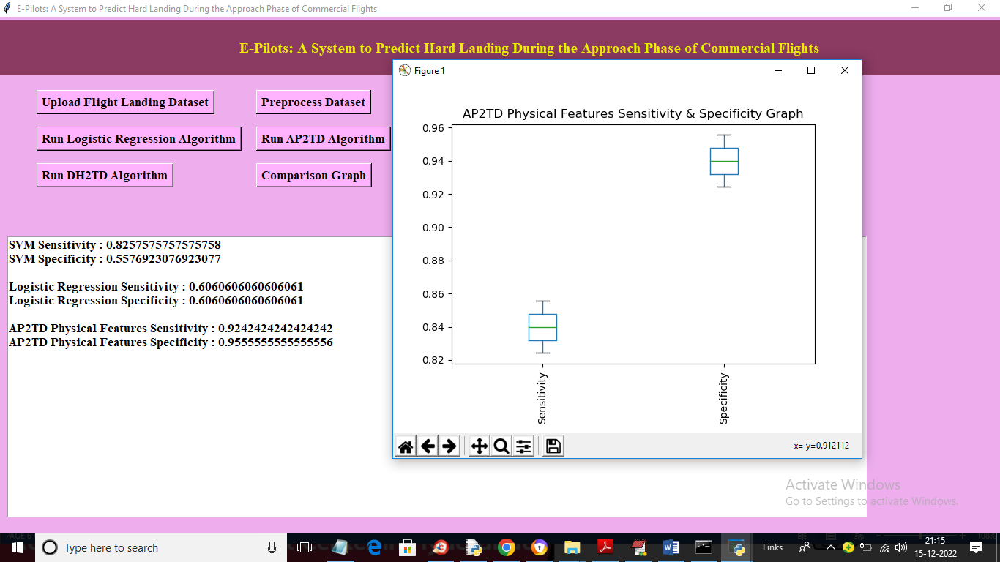 E-Pilots: A System to Predict Hard Landing During the Approach Phase of Commercial Flights
E-Pilots: A System to Predict Hard Landing During the Approach Phase of Commercial Flights
Upload Flight Landing Dataset
Preprocess Dataset
Run Logistic Regression Algorithm
Run AP2TD Algorithm
Run DH2TD Algorithm
Comparison Graph
SVM Sensitivity : 0.8257575757575758
SVM Specificity : 0.5576923076923077
Logistic Regression Sensitivity : 0.6060606060606061
Logistic Regression Specificity : 0.6060606060606061
AP2TD Physical Features Sensitivity : 0.9242424242424242
AP2TD Physical Features Specificity : 0.9555555555555556
Figure 1
AP2TD Physical Features Sensitivity & Specificity Graph
0.96
0.94
0.92
0.90
0.88
0.86
0.84
0.82
Sensitivity
Specificity
x= y=0.912112
Activate Windows
Go to Settings to activate Windows.
PAGE 6
100%
Type here to search
Links
21:15
15-12-2022